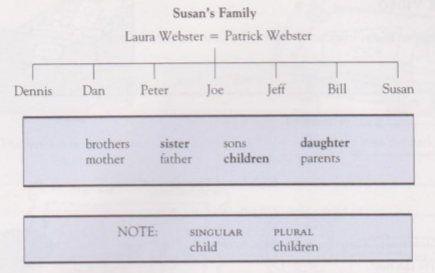 Susan's Family
Laura Webster = Patrick Webster
Dennis Dan Peter Joe Jeff Bill Susan
brothers sister sons daughter
mother father children parents
NOTE: SINGULAR PLURAL
child children